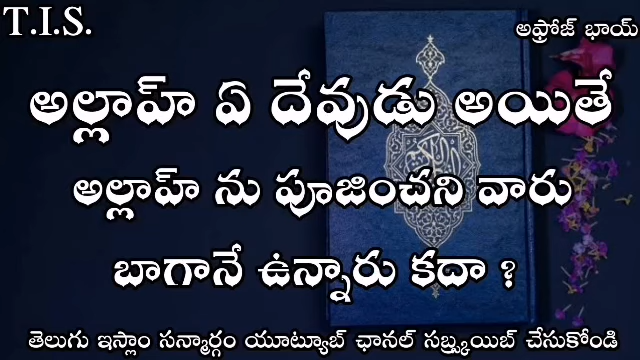 T.I.S.
అఫ్రోజ్ భాయ్
అల్లాహ్ ఏ దేవుడు అయితే
అల్లాహ్ ను పూజించని వారు
బాగానే ఉన్నారు కదా ?
తెలుగు ఇస్లాం సన్మార్గం యూట్యూబ్ ఛానల్ సబ్స్క్రయిబ్ చేసుకోండి